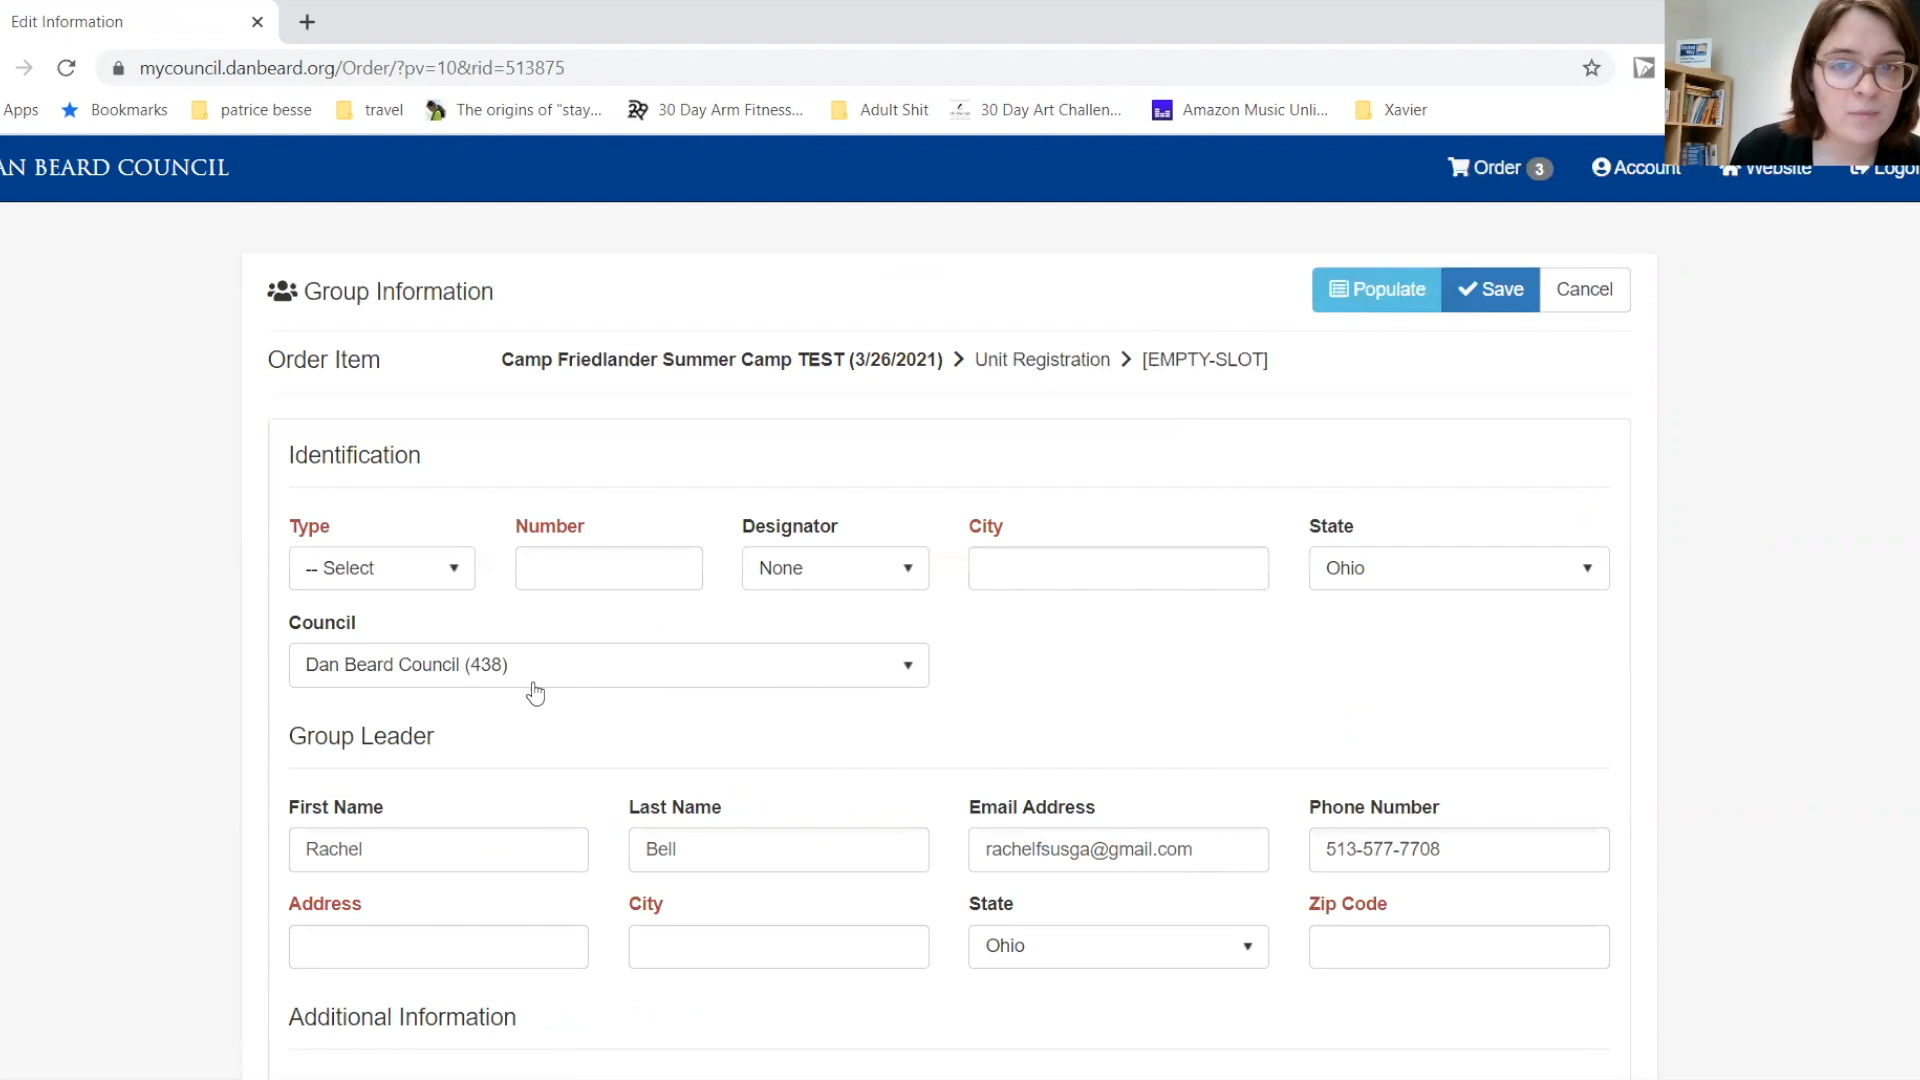 Edit Information
mycouncil.danbeard.org/Order/?pv=10&rid=513875
Apps Bookmarks patrice besse travel The origins of "stay... 30 Day Arm Fitness... Adult Shit 30 Day Art Challen... Amazon Music Unli... Xavier
AN BEARD COUNCIL Order 3 Account Website Logo
Group Information Populate Save Cancel
Order Item Camp Friedlander Summer Camp TEST (3/26/2021) > Unit Registration > [EMPTY-SLOT]
Identification
Type Number Designator City State
-- Select None Ohio
Council
Dan Beard Council (438)
Group Leader
First Name Last Name Email Address Phone Number
Rachel Bell rachelfsusga@gmail.com 513-577-7708
Address City State Zip Code
Ohio
Additional Information